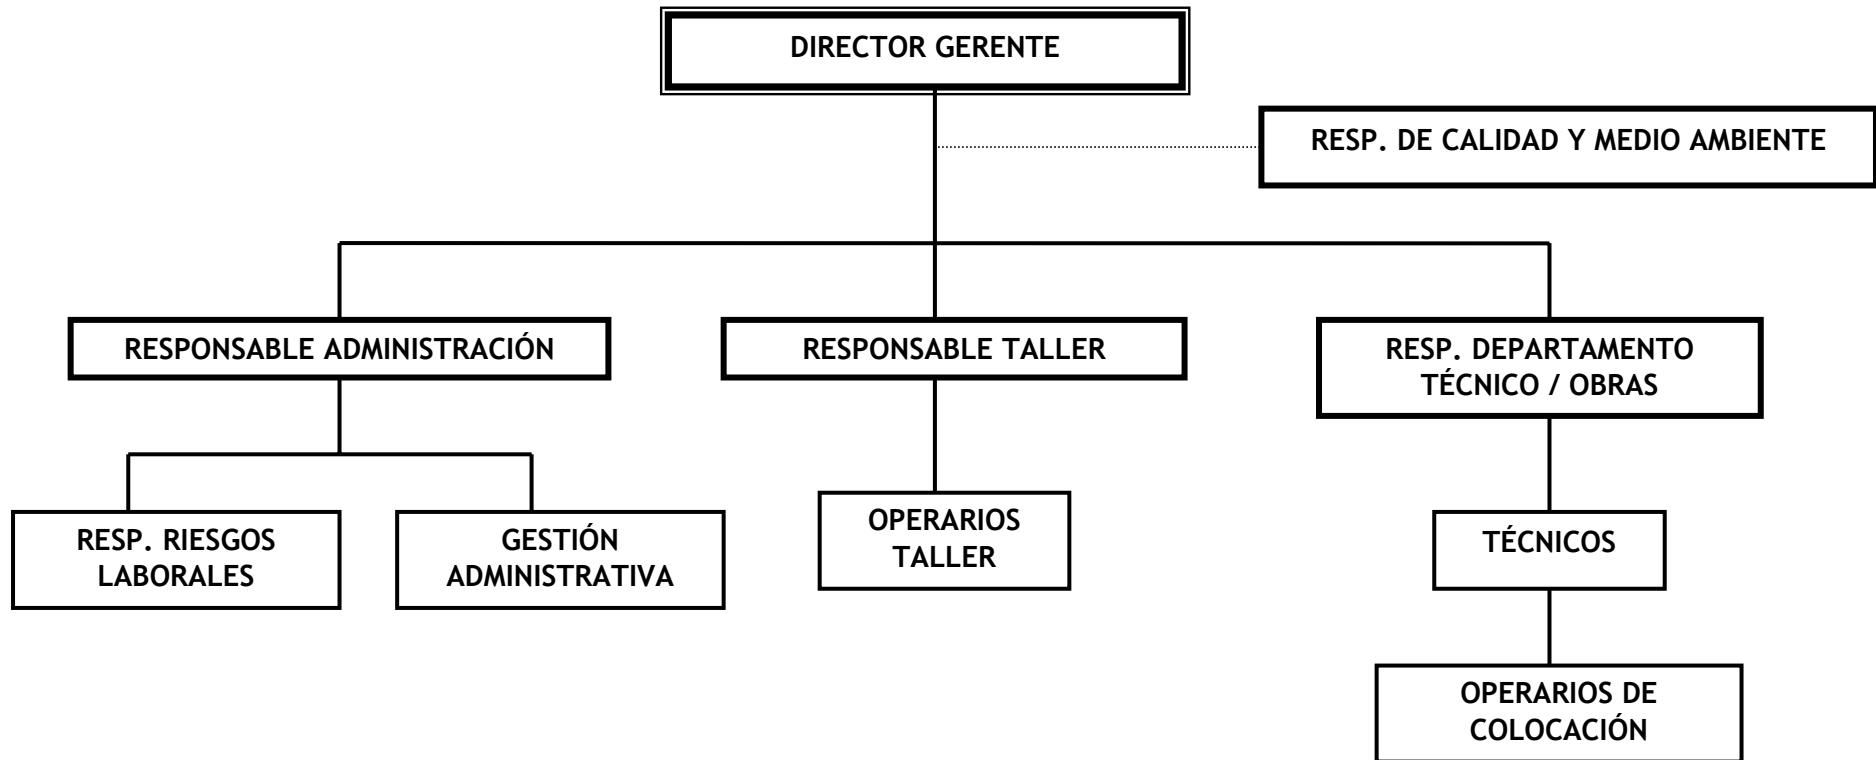 DIRECTOR GERENTE
RESP. DE CALIDAD Y MEDIO AMBIENTE
RESPONSABLE ADMINISTRACIÓN
RESPONSABLE TALLER
RESP. DEPARTAMENTO
TÉCNICO / OBRAS
RESP. RIESGOS
LABORALES
GESTIÓN
ADMINISTRATIVA
OPERARIOS
TALLER
TÉCNICOS
OPERARIOS DE
COLOCACIÓN